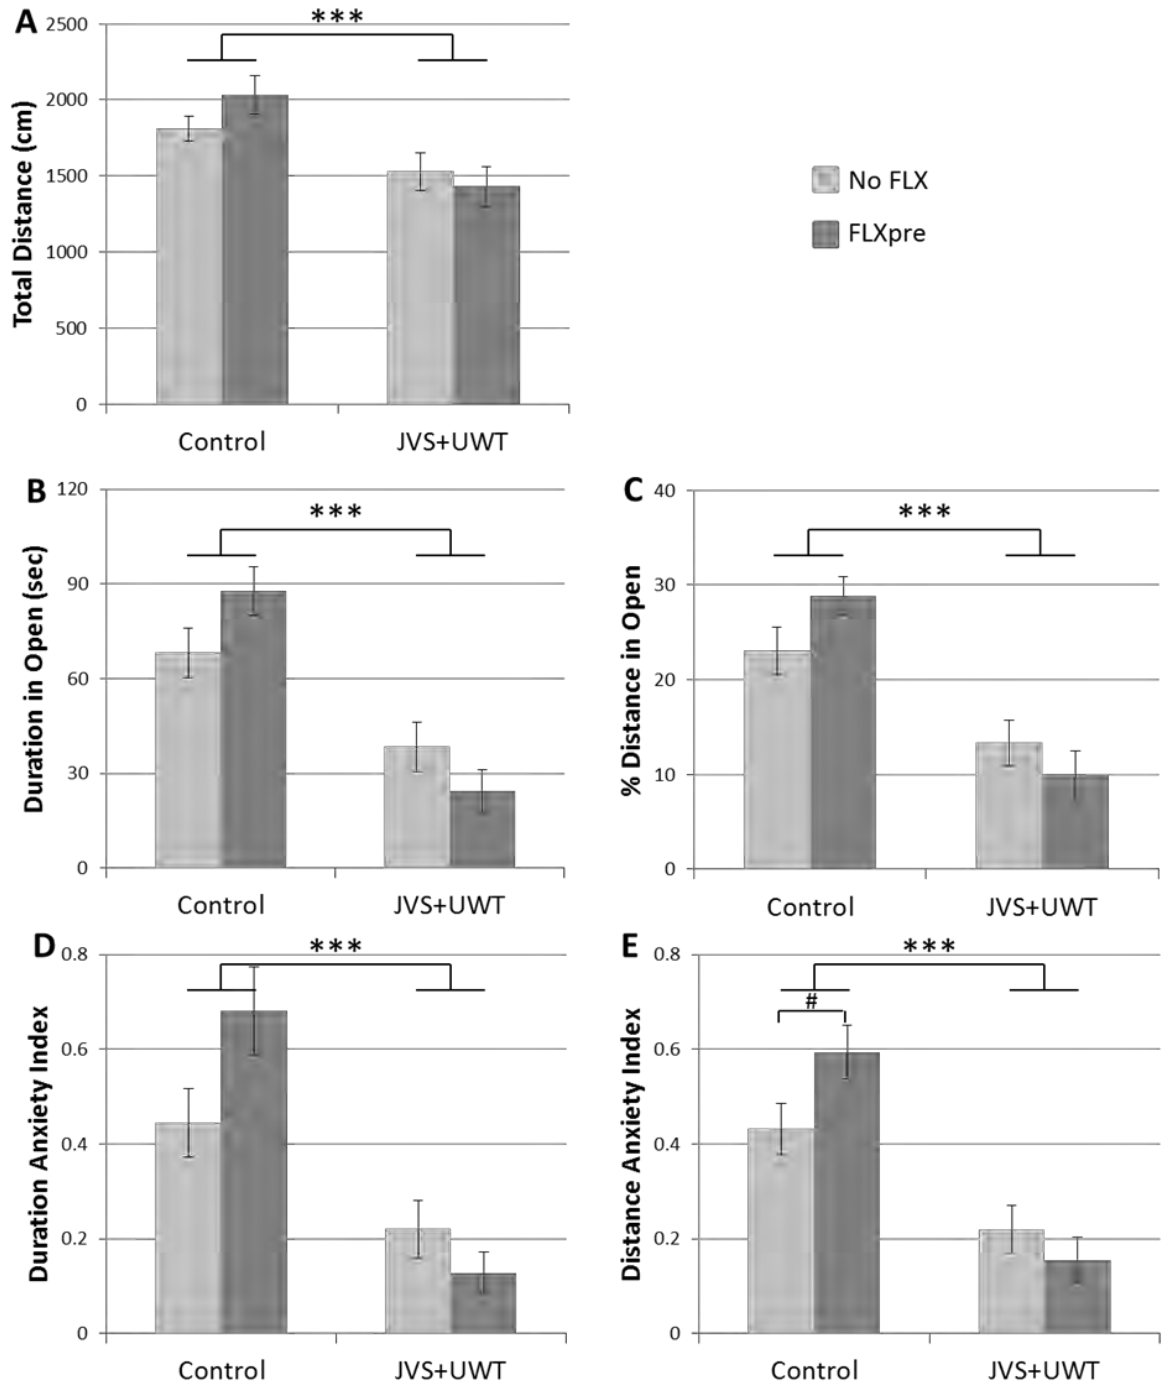 A
***
2500
2000
1500
1000
500
0
Total Distance (cm)
Control
JVS+UWT
No FLX
FLXpre
B
***
120
90
60
30
0
Duration in Open (sec)
Control
JVS+UWT
C
***
40
30
20
10
0
% Distance in Open
Control
JVS+UWT
D
***
0.8
0.6
0.4
0.2
0
Duration Anxiety Index
Control
JVS+UWT
E
***
#
0.8
0.6
0.4
0.2
0
Distance Anxiety Index
Control
JVS+UWT